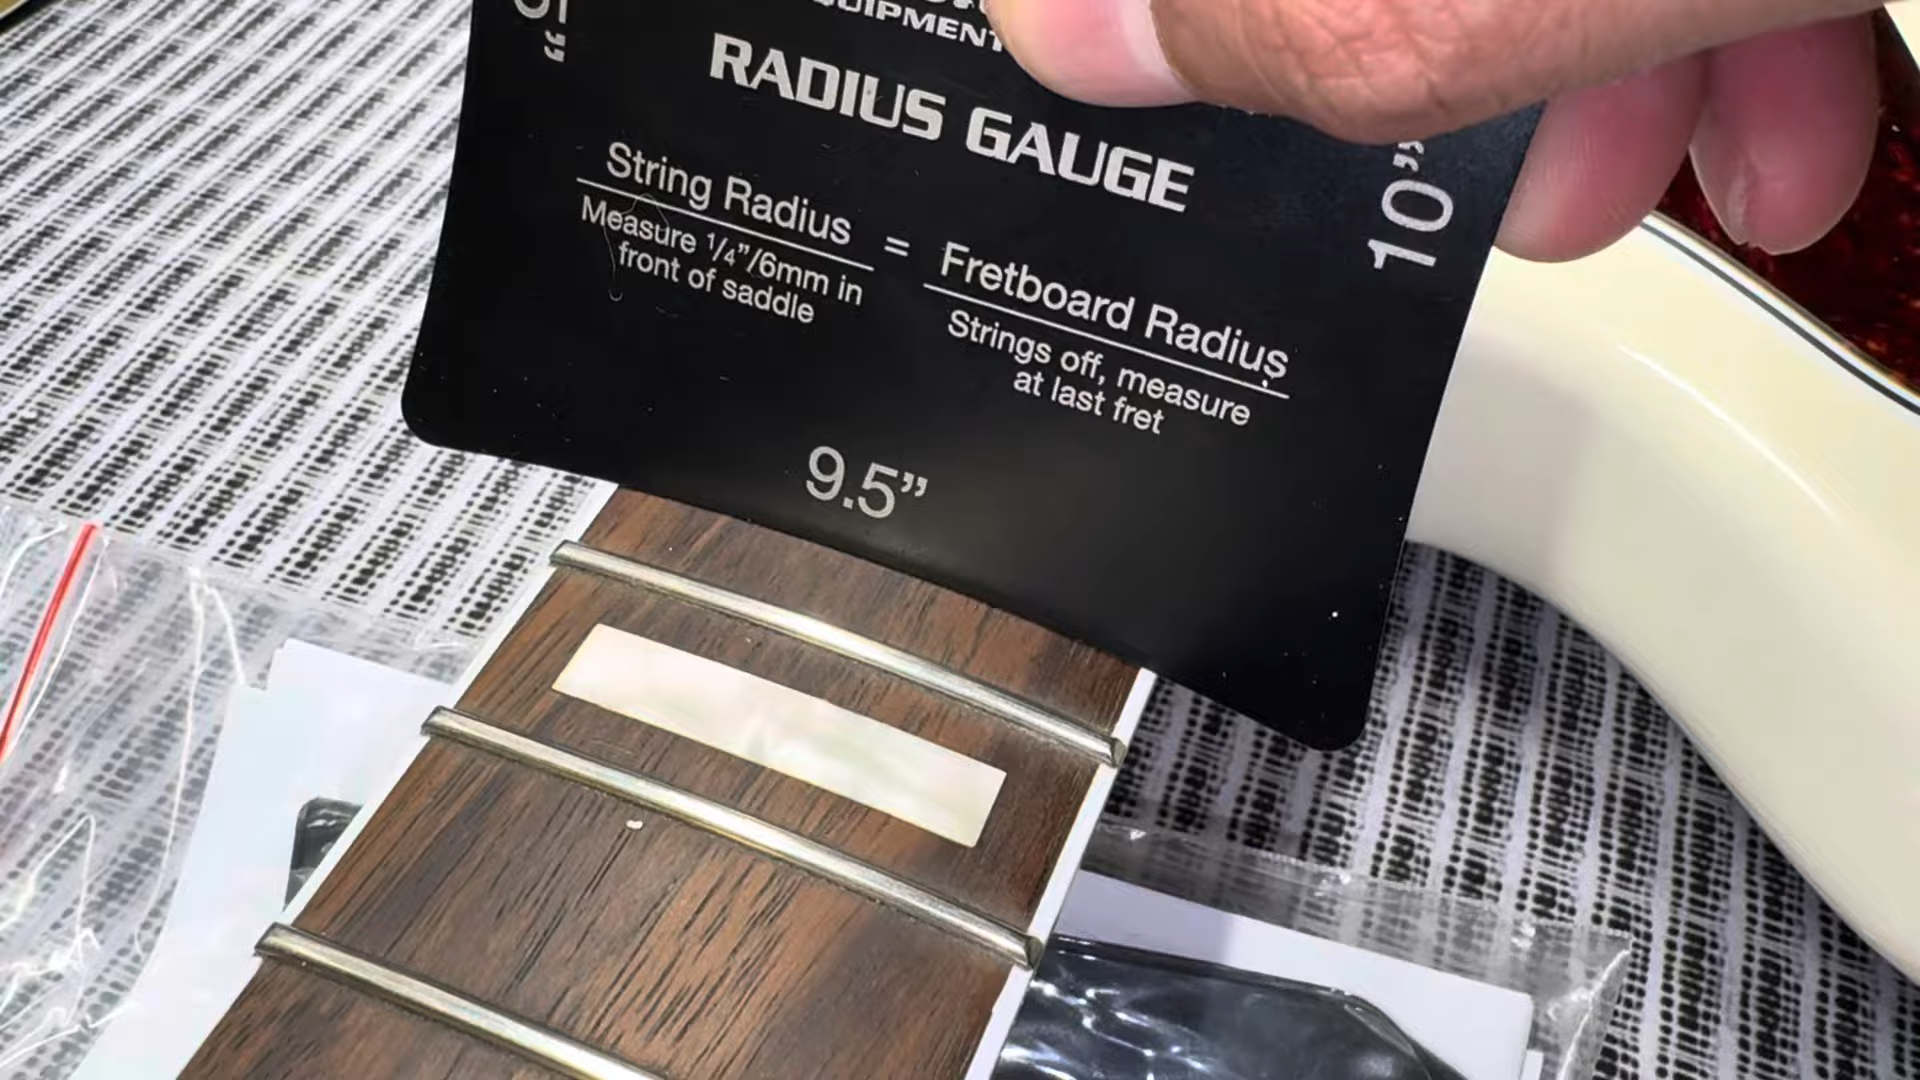 RADIUS GAUGE
String Radius
Measure 1/4”/6mm in
front of saddle
=
Fretboard Radius
Strings off, measure
at last fret
10”
9.5”